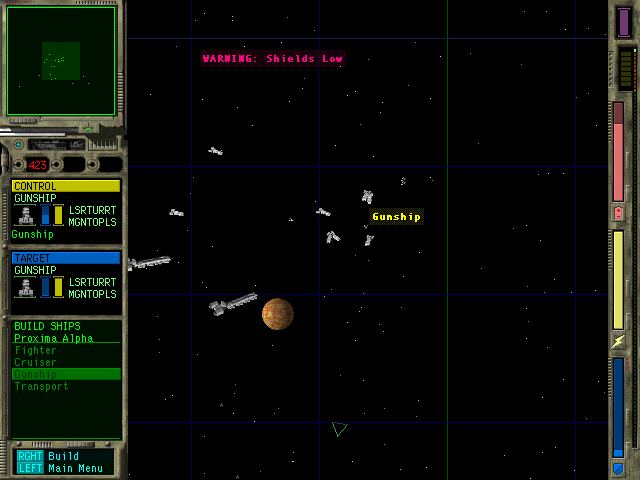 WARNING: Shields Low
423
CONTROL
GUNSHIP
LSRTURRT
MGNTOPLS
Gunship
Gunship
TARGET
GUNSHIP
LSRTURRT
MGNTOPLS
BUILD SHIPS
Proxima Alpha
Fighter
Cruiser
Gunship
Transport
RGHT Build
LEFT Main Menu